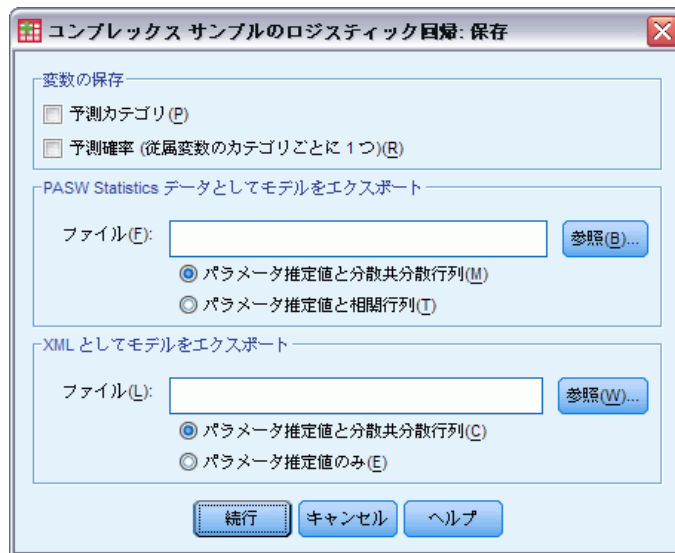 コンプレックス サンプルのロジスティック回帰: 保存
変数の保存
予測カテゴリ(P)
予測確率 (従属変数のカテゴリごとに 1 つ)(R)
PASW Statistics データとしてモデルをエクスポート
ファイル(F):
参照(B)...
パラメータ推定値と分散共分散行列(M)
パラメータ推定値と相関行列(T)
XML としてモデルをエクスポート
ファイル(L):
参照(W)...
パラメータ推定値と分散共分散行列(C)
パラメータ推定値のみ(E)
続行 キャンセル ヘルプ